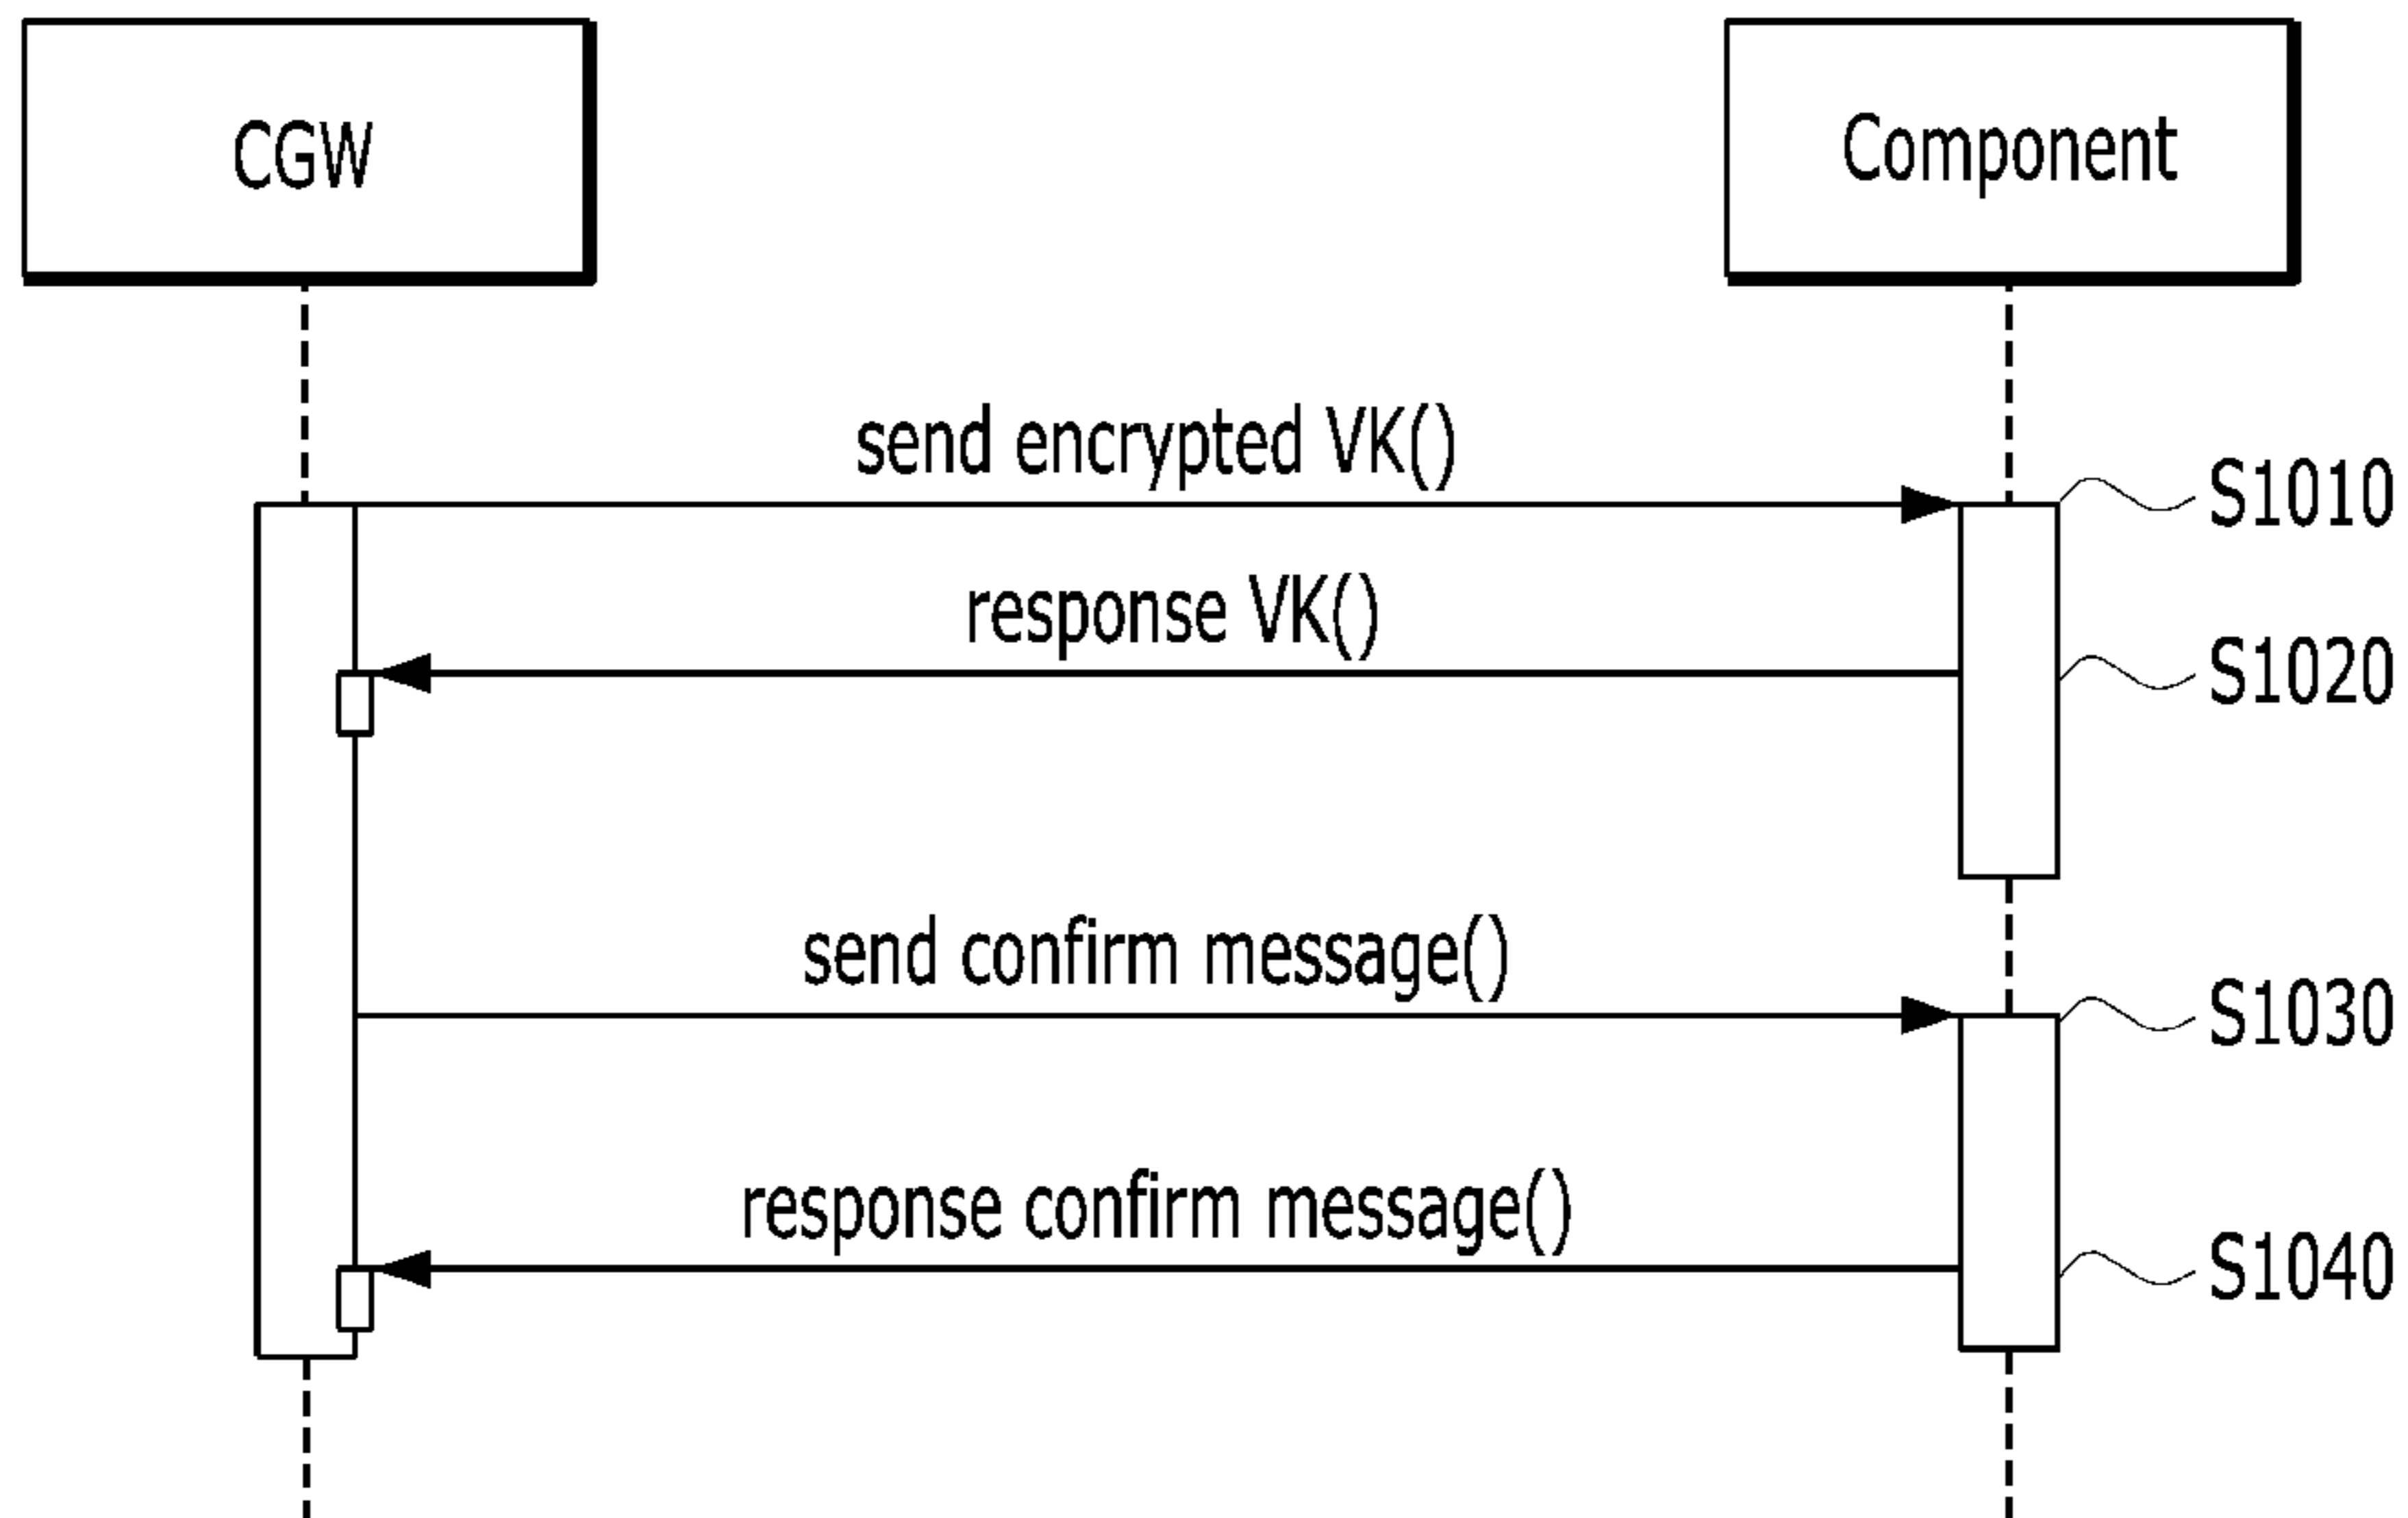 CGW
Component
send encrypted VK()
S1010
response VK()
S1020
send confirm message()
S1030
response confirm message()
S1040